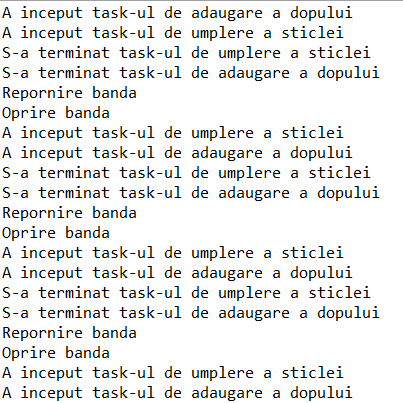 A inceput task-ul de adaugare a dopului
A inceput task-ul de umplere a sticlei
S-a terminat task-ul de umplere a sticlei
S-a terminat task-ul de adaugare a dopului
Repornire banda
Oprire banda
A inceput task-ul de umplere a sticlei
A inceput task-ul de adaugare a dopului
S-a terminat task-ul de umplere a sticlei
S-a terminat task-ul de adaugare a dopului
Repornire banda
Oprire banda
A inceput task-ul de umplere a sticlei
A inceput task-ul de adaugare a dopului
S-a terminat task-ul de umplere a sticlei
S-a terminat task-ul de adaugare a dopului
Repornire banda
Oprire banda
A inceput task-ul de umplere a sticlei
A inceput task-ul de adaugare a dopului